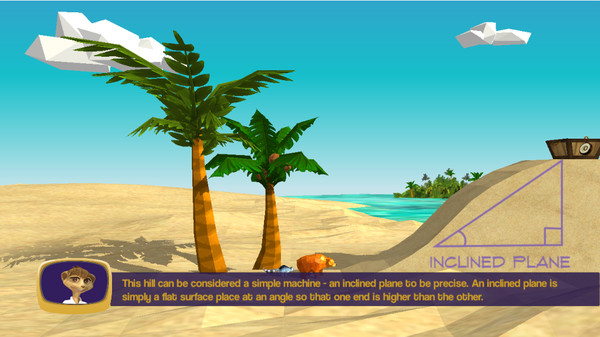 INCLINED PLANE
This hill can be considered a simple machine - an inclined plane to be precise. An inclined plane is
simply a flat surface place at an angle so that one end is higher than the other.